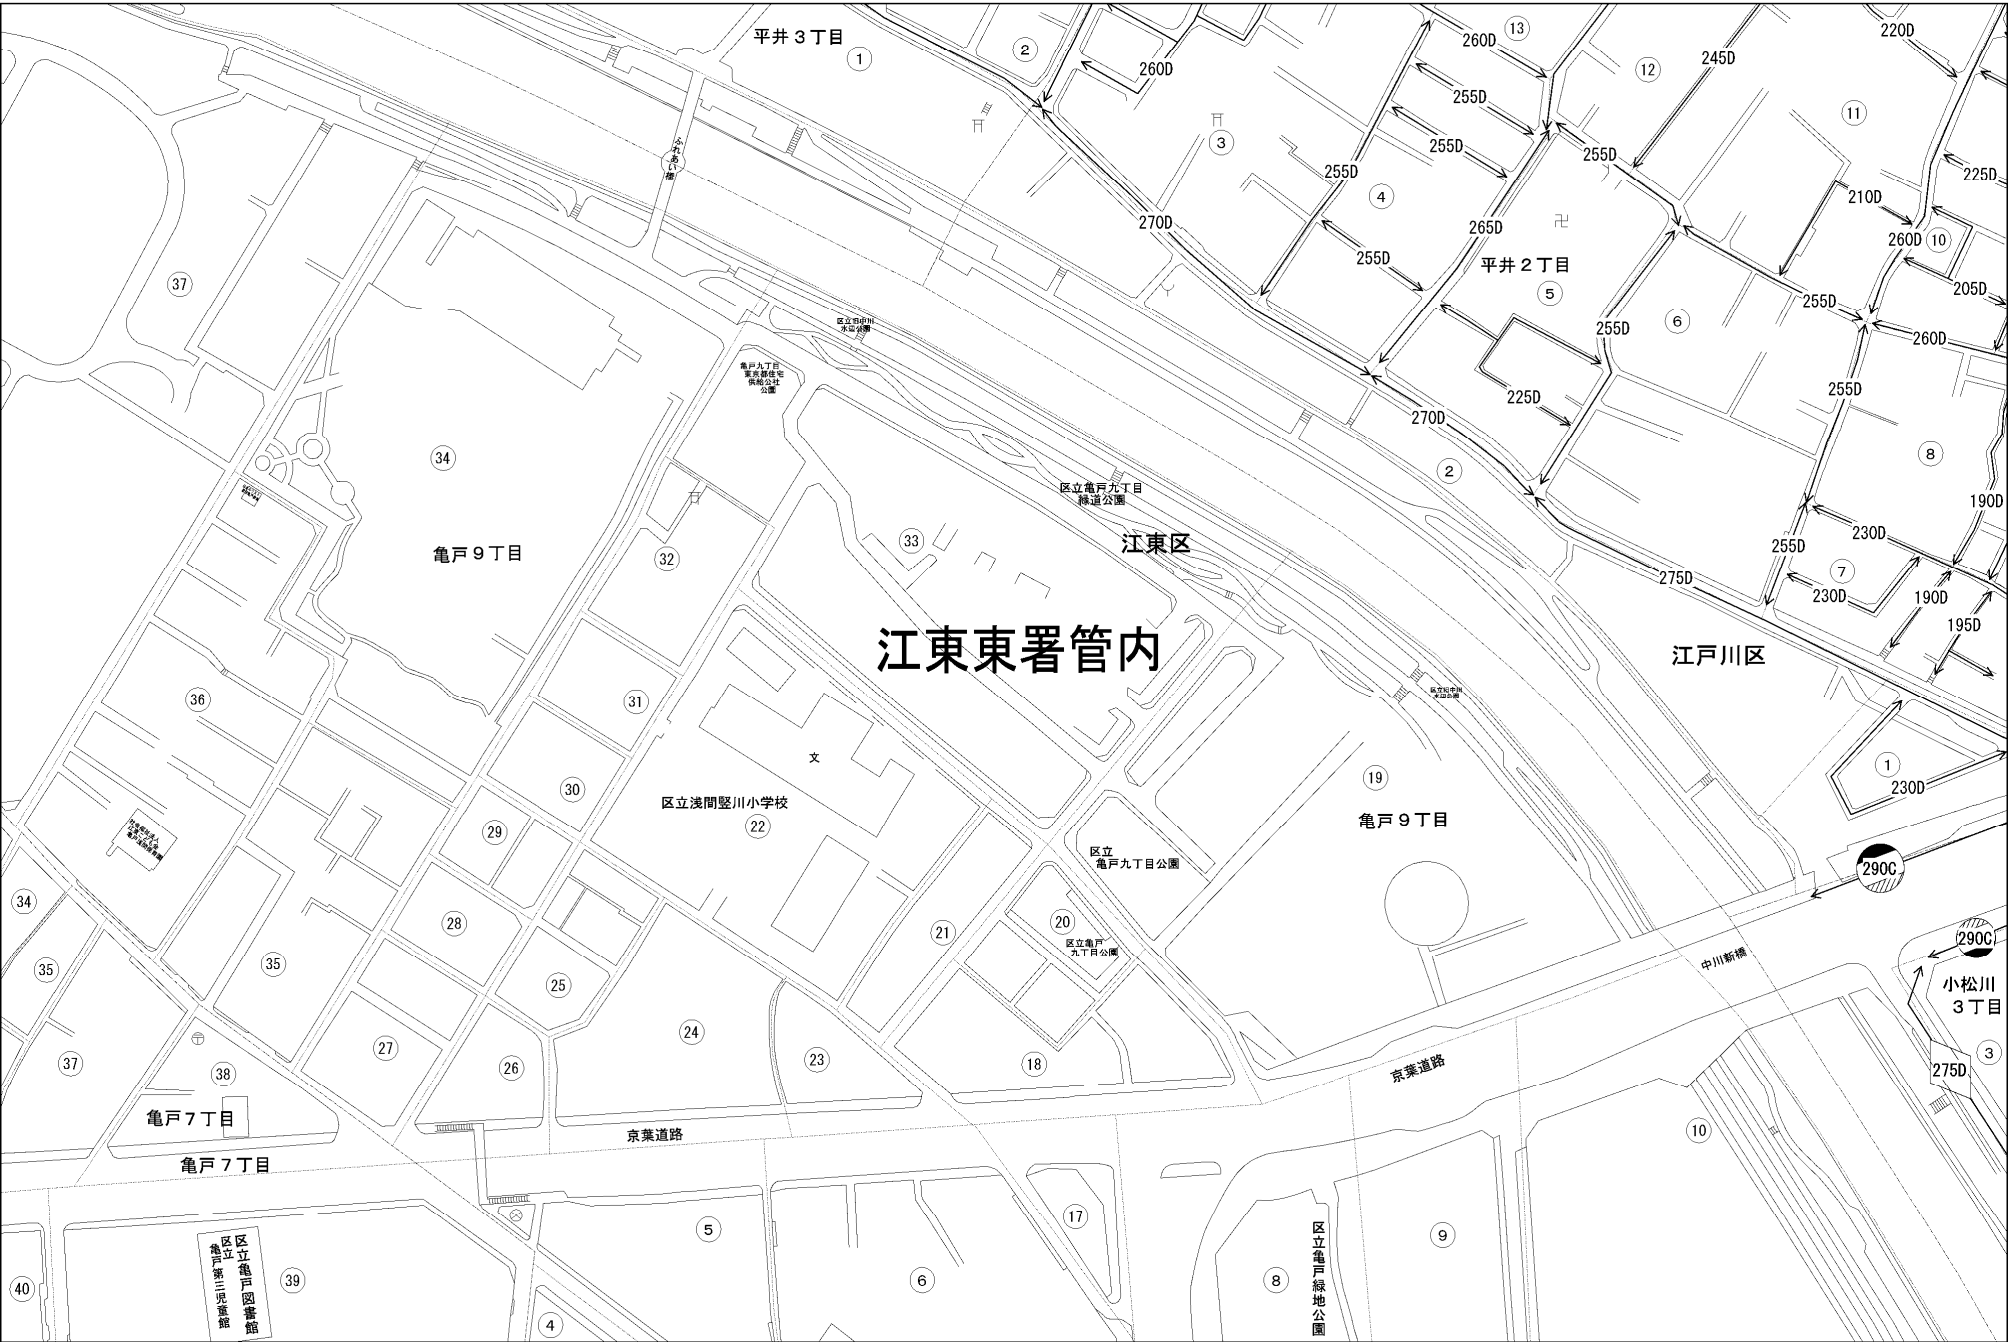 平井３丁目
①
②
260D
260D
⑬
⑫
245D
220D
⑪
③
255D
255D
255D
④
255D
225D
210D
ふれあい橋
270D
265D
255D
260D
⑩
205D
平井２丁目
⑤
⑥
255D
255D
260D
㊲
区立旧中川
水辺公園
亀戸九丁目
東京都住宅
供給公社
公園
225D
255D
270D
②
⑧
190D
㉞
区立亀戸九丁目
緑道公園
江東区
㉝
亀戸９丁目
㉜
275D
255D
230D
⑦
230D
190D
195D
江東東署管内
江戸川区
㊱
㉛
区立旧中川
水辺公園
文
区立浅間竪川小学校
㉒
㉚
㉙
⑲
亀戸９丁目
①
230D
区立
亀戸九丁目公園
290C
㉞
㉘
㉑
⑳
区立亀戸
九丁目公園
290C
中川新橋
小松川
３丁目
㉟
㉟
㉕
㉔
㉓
⑱
㊲
㊳
㉗
㉖
京葉道路
③
275D
亀戸７丁目
京葉道路
⑩
亀戸７丁目
⑤
⑰
⑨
区立亀戸図書館
区立
亀戸第三児童館
㊵
㊴
④
⑥
⑧
区立亀戸緑地公園